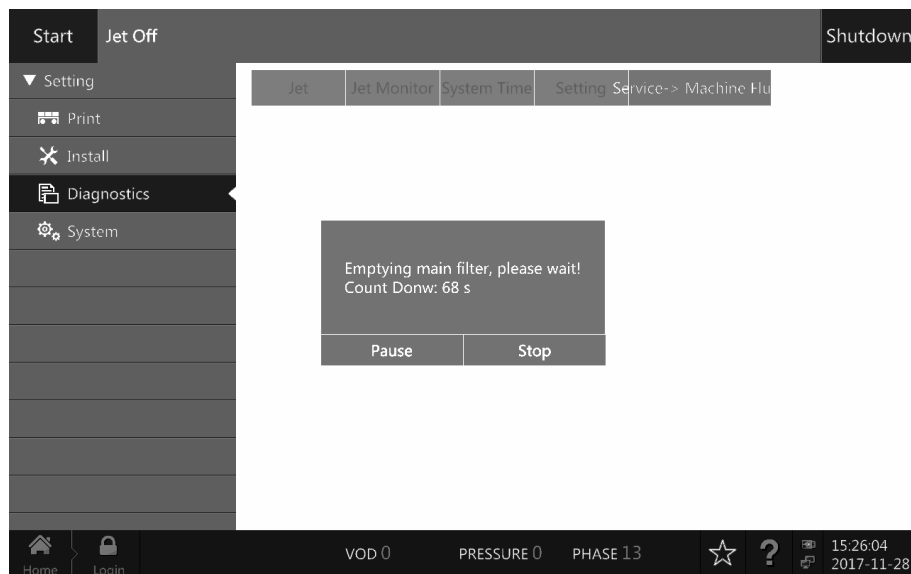 Start Jet Off Shutdown
Setting
Print
Install
Diagnostics
System
Jet Jet Monitor System Time Setting Service-> Machine Flu
Emptying main filter, please wait!
Count Donw: 68 s
Pause Stop
Home Login
VOD 0 PRESSURE 0 PHASE 13
?
15:26:04
2017-11-28